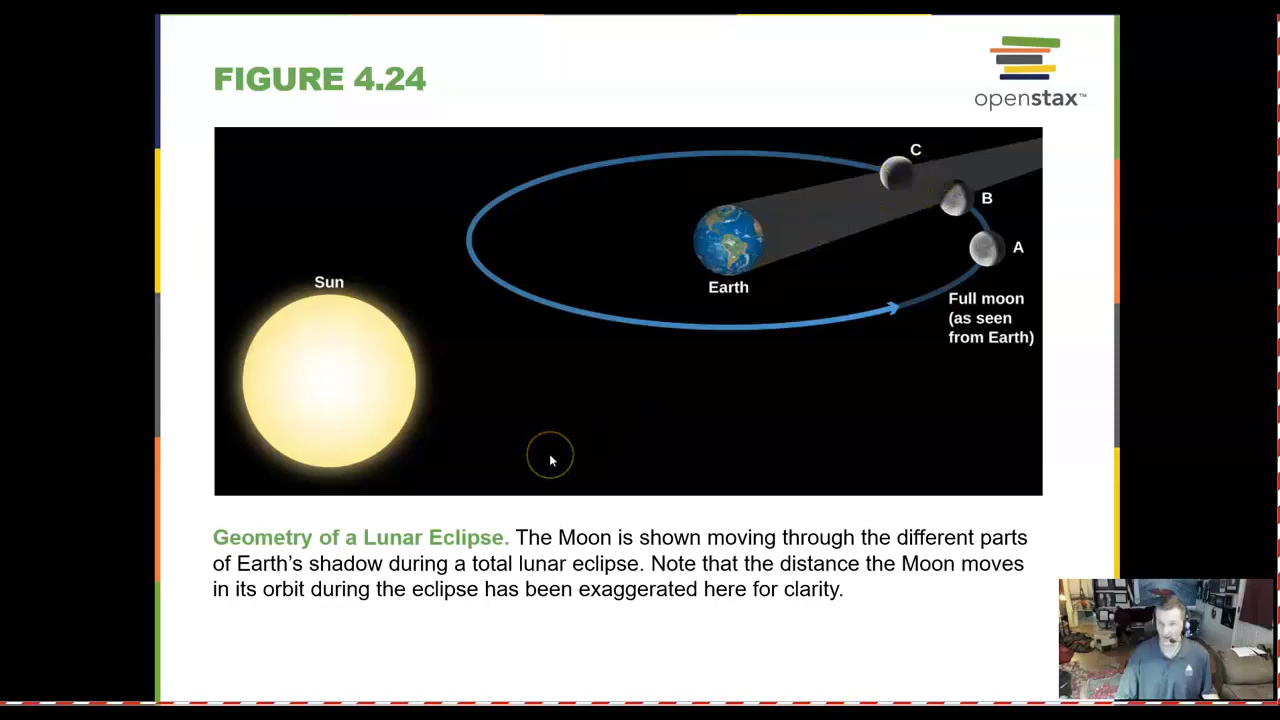 FIGURE 4.24
openstax™
C
B
A
Sun
Earth
Full moon
(as seen
from Earth)
Geometry of a Lunar Eclipse. The Moon is shown moving through the different parts
of Earth’s shadow during a total lunar eclipse. Note that the distance the Moon moves
in its orbit during the eclipse has been exaggerated here for clarity.